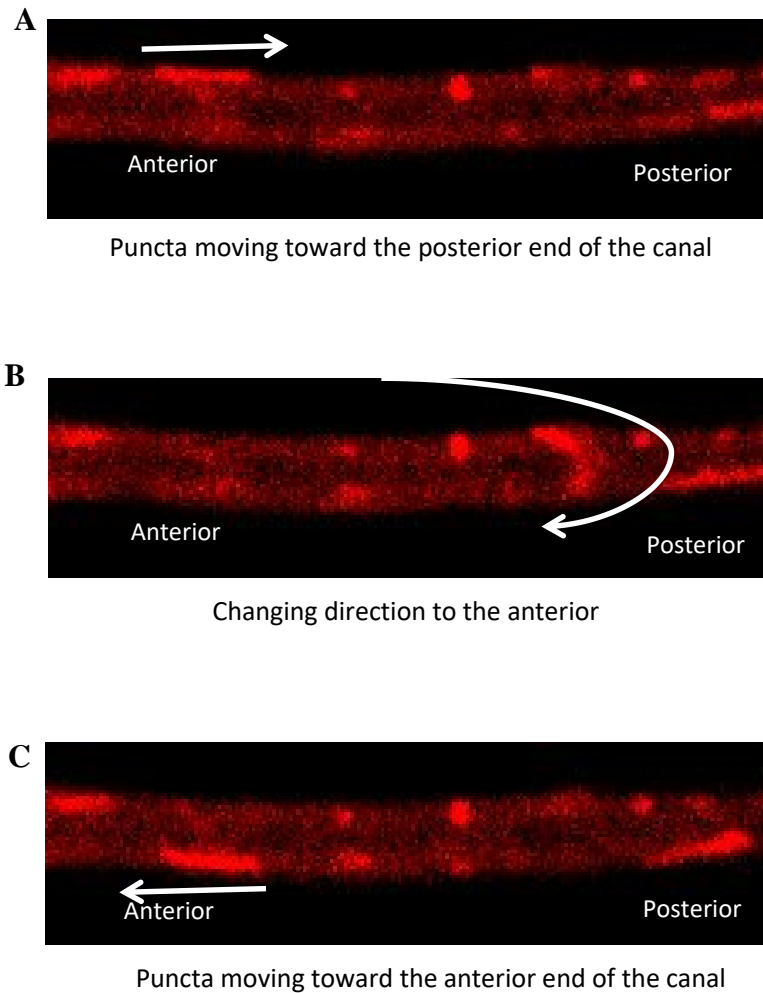 A
Anterior
Posterior
Puncta moving toward the posterior end of the canal
B
Anterior
Posterior
Changing direction to the anterior
C
Anterior
Posterior
Puncta moving toward the anterior end of the canal